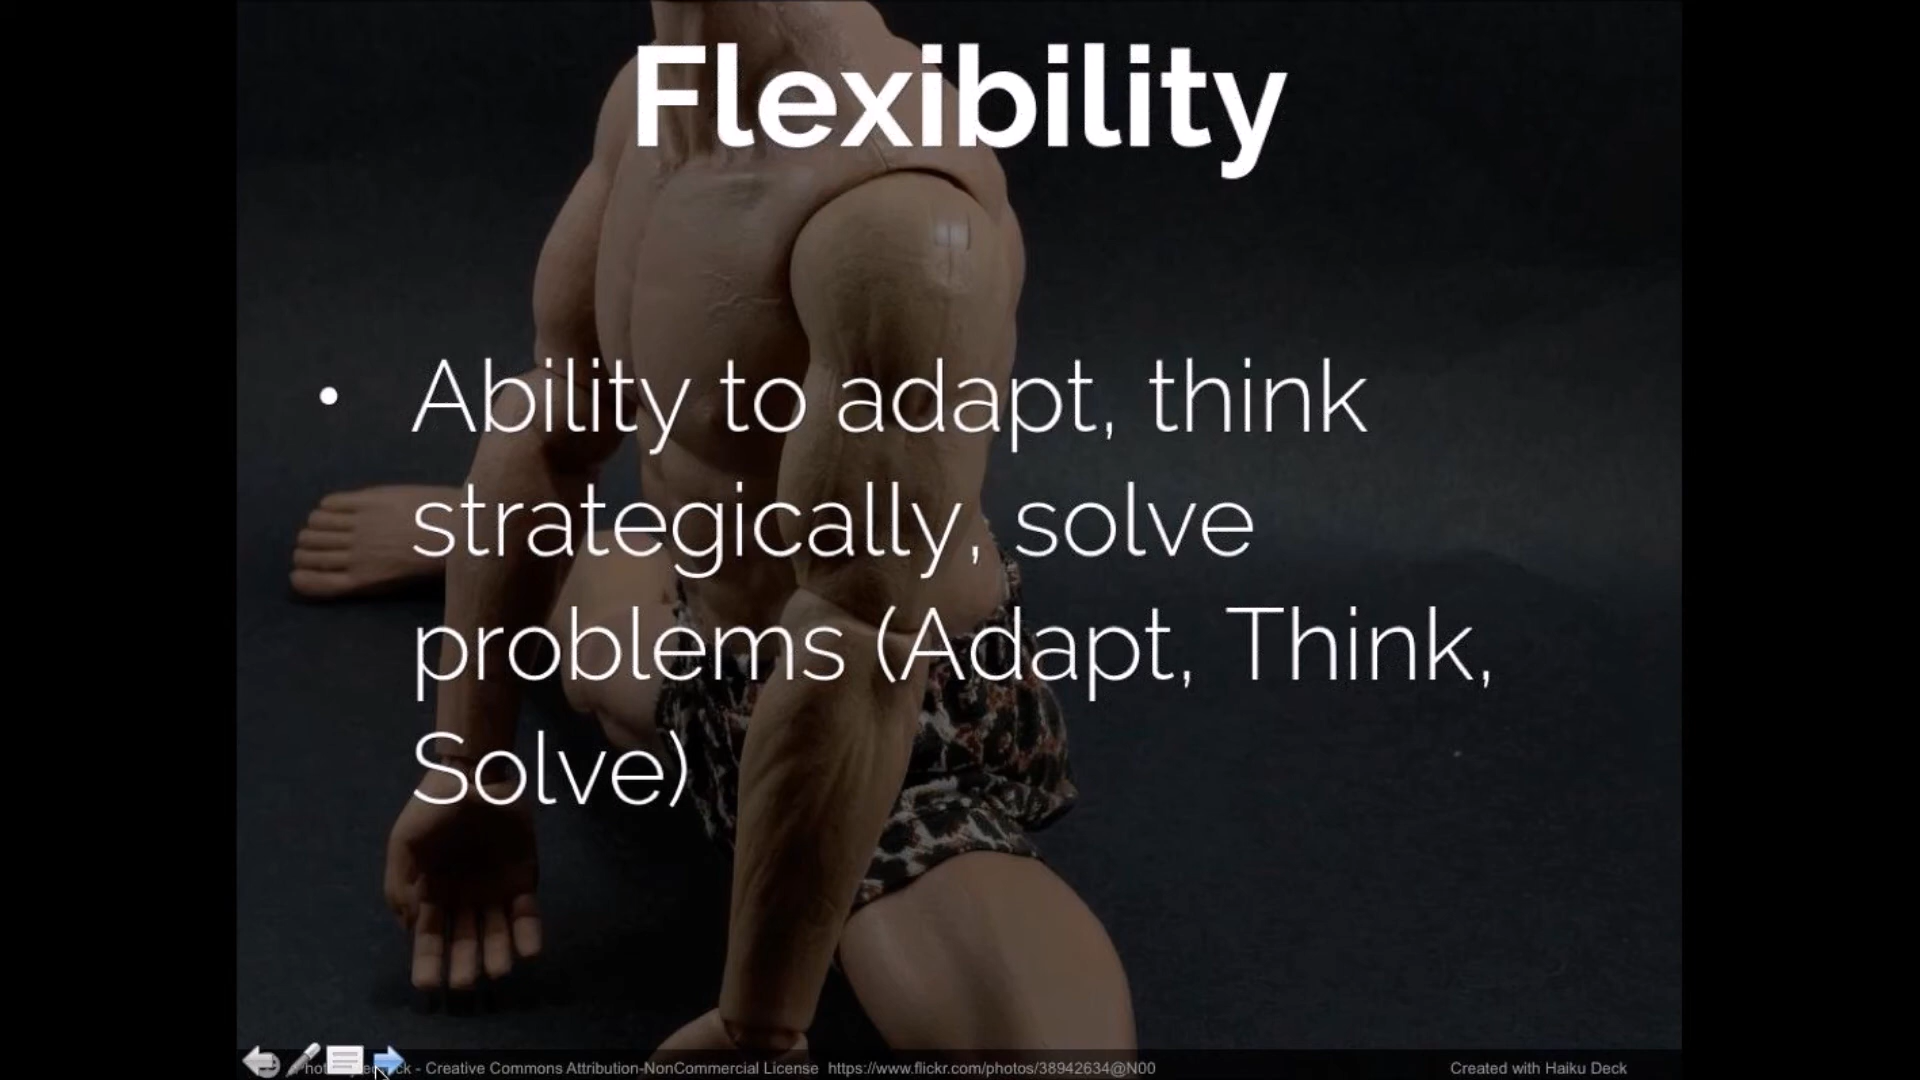 Flexibility
• Ability to adapt, think
strategically, solve
problems (Adapt, Think,
Solve)
- Creative Commons Attribution-NonCommercial License https://www.flickr.com/photos/38942634@N00
Created with Haiku Deck